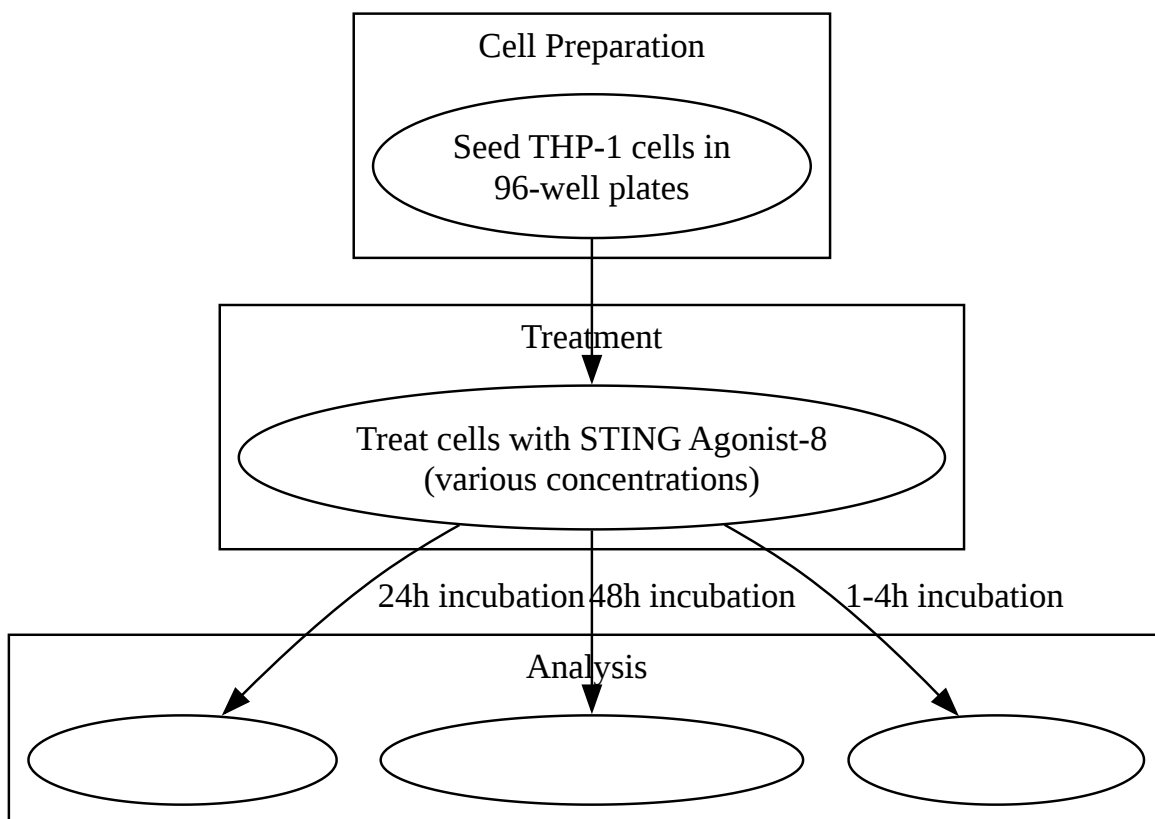 Cell Preparation
Seed THP-1 cells in
96-well plates
Treatment
Treat cells with STING Agonist-8
(various concentrations)
24h incubation
48h incubation
1-4h incubation
Analysis